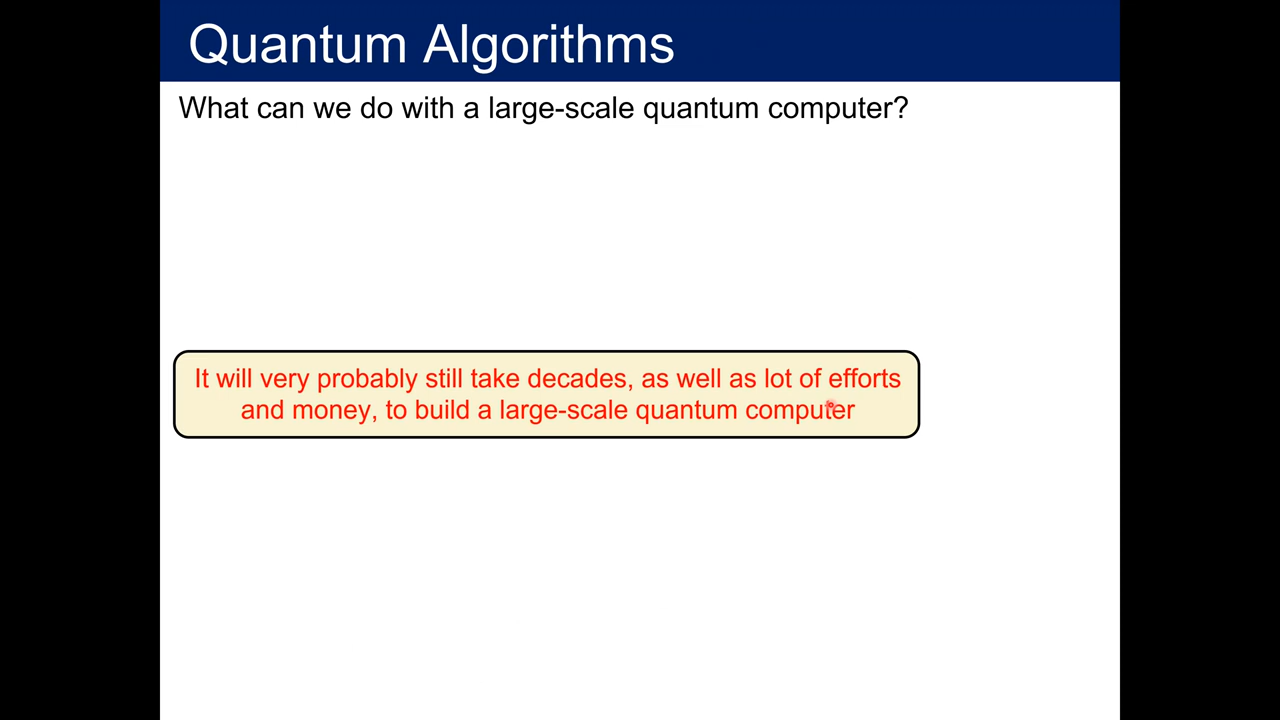 Quantum Algorithms
What can we do with a large-scale quantum computer?
It will very probably still take decades, as well as lot of efforts
and money, to build a large-scale quantum computer